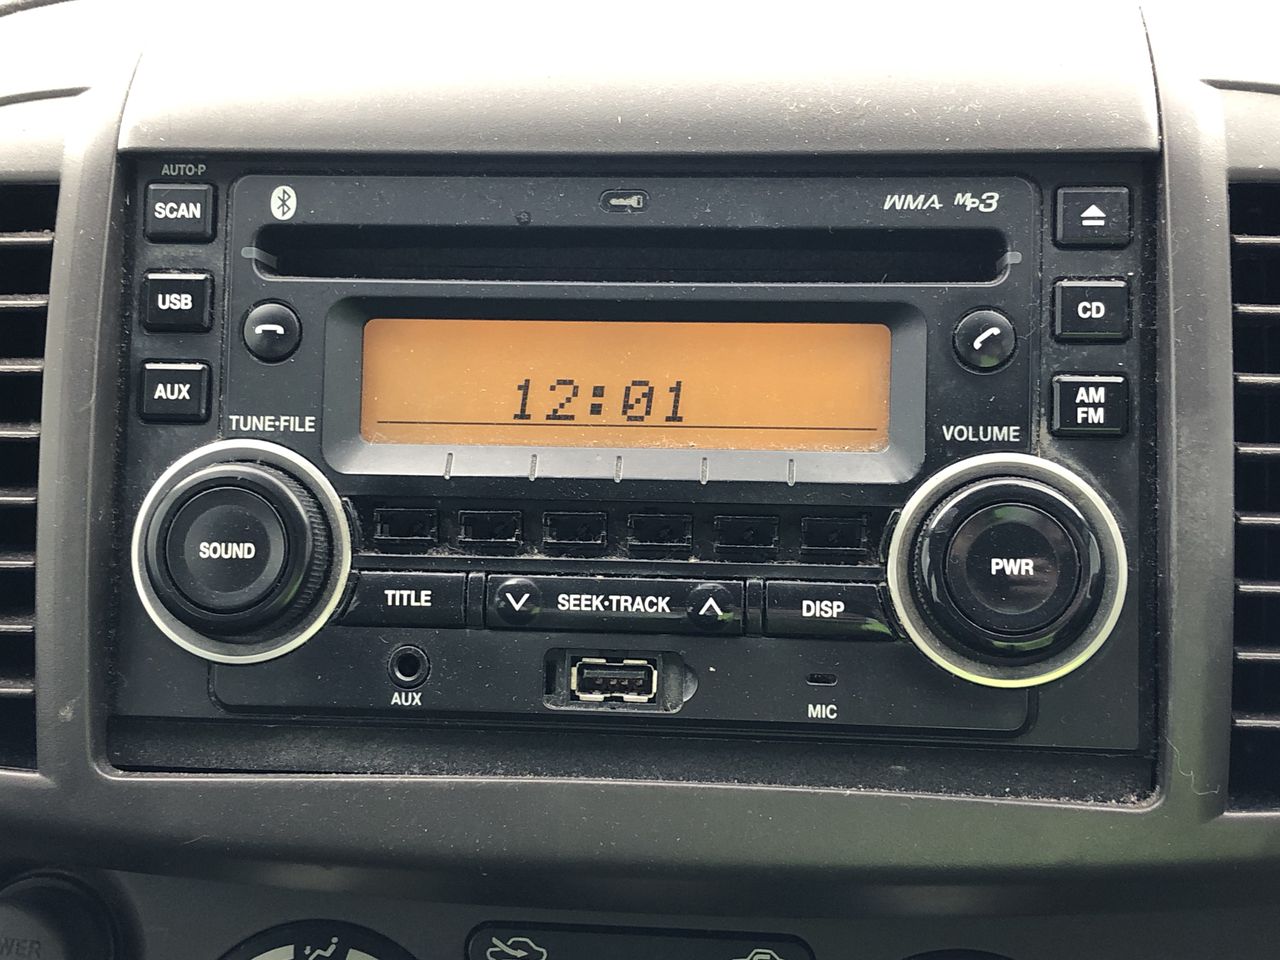 AUTO-P
SCAN
WMA MP3
USB
CD
AUX
12:01
AM
FM
TUNE·FILE
VOLUME
SOUND
PWR
TITLE
SEEK·TRACK
DISP
AUX
MIC
WER